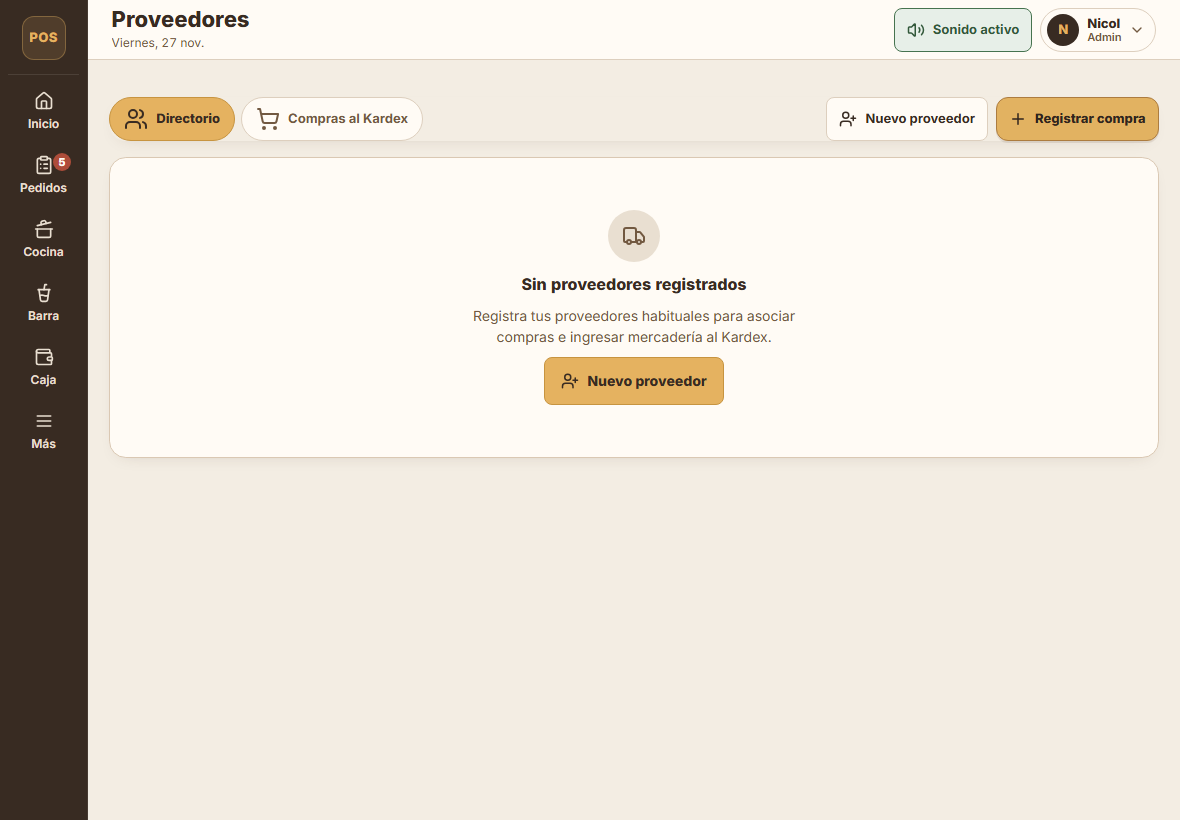 POS
Inicio
5
Pedidos
Cocina
Barra
Caja
Más
Proveedores
Viernes, 27 nov.
Sonido activo
N
Nicol
Admin
Directorio
Compras al Kardex
Nuevo proveedor
Registrar compra
Sin proveedores registrados
Registra tus proveedores habituales para asociar
compras e ingresar mercadería al Kardex.
Nuevo proveedor